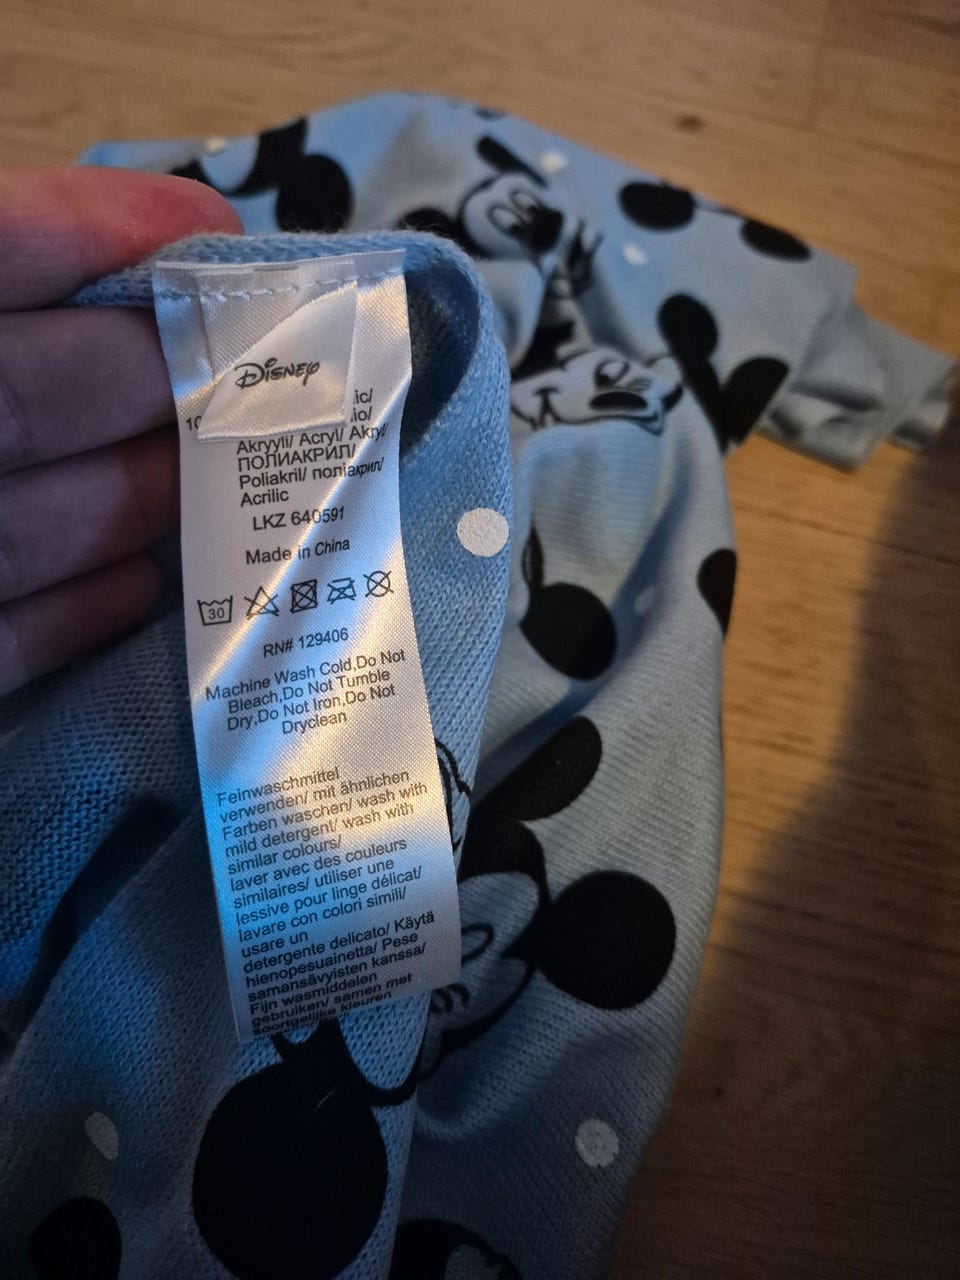 Disney
10
ic/
io/
Akryyli/ Acryl/ Akryl/
ПОЛИАКРИЛ/
Poliakril/ полиакрил/
Acrilic
LKZ 640591
Made in China
30
RN# 129406
Machine Wash Cold,Do Not
Bleach,Do Not Tumble
Dry,Do Not Iron,Do Not
Dryclean
Feinwaschmittel
verwenden/ mit ähnlichen
Farben waschen/ wash with
mild detergent/ wash with
similar colours/
laver avec des couleurs
similaires/ utiliser une
lessive pour linge délicat/
lavare con colori simili/
usare un
detergente delicato/ Käytä
hienopesuainetta/ Pese
samansävyisten kanssa/
Fijn wasmiddelen
gebruiken/ samen met
soortgelijke kleuren